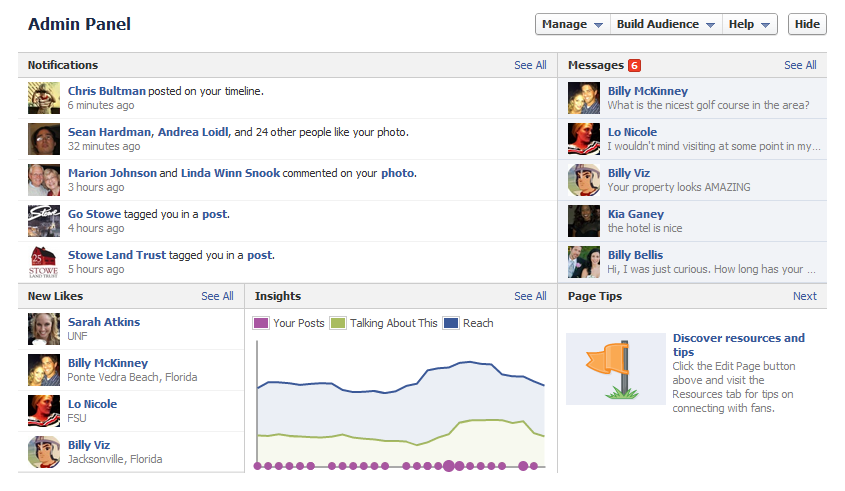 Admin Panel
Manage Build Audience Help Hide
Notifications See All
Chris Bultman posted on your timeline.
6 minutes ago
Sean Hardman, Andrea Loidl, and 24 other people like your photo.
32 minutes ago
Marion Johnson and Linda Winn Snook commented on your photo.
3 hours ago
Go Stowe tagged you in a post.
4 hours ago
Stowe Land Trust tagged you in a post.
5 hours ago
Stowe
25
STOWE
LAND TRUST
Messages 6 See All
Billy McKinney
What is the nicest golf course in the area?
Lo Nicole
I wouldn't mind visiting at some point in my...
Billy Viz
Your property looks AMAZING
Kia Ganey
the hotel is nice
Billy Bellis
Hi, I was just curious. How long has your ...
New Likes See All
Sarah Atkins
UNF
Billy McKinney
Ponte Vedra Beach, Florida
Lo Nicole
FSU
Billy Viz
Jacksonville, Florida
Insights See All
Your Posts Talking About This Reach
Page Tips Next
Discover resources and
tips
Click the Edit Page button
above and visit the
Resources tab for tips on
connecting with fans.